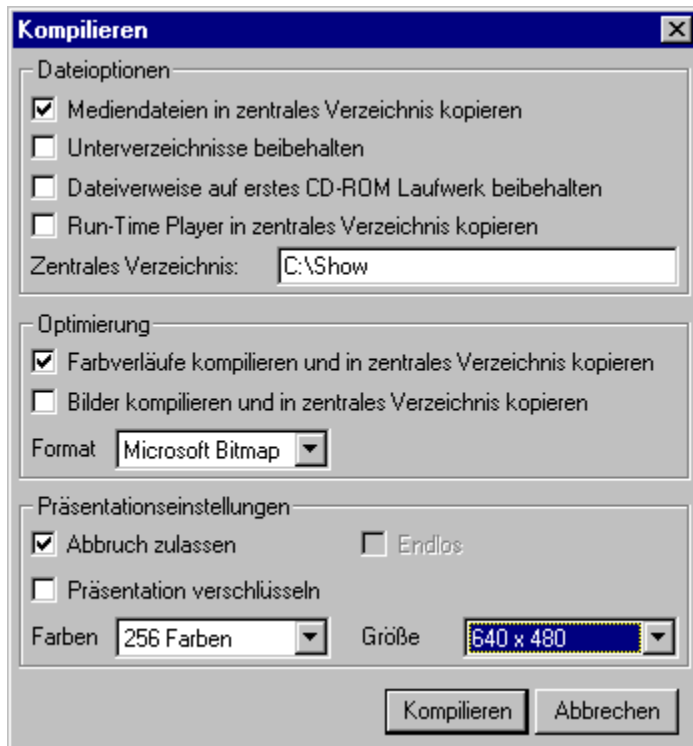 Kompilieren
Dateioptionen
Mediendateien in zentrales Verzeichnis kopieren
Unterverzeichnisse beibehalten
Dateiverweise auf erstes CD-ROM Laufwerk beibehalten
Run-Time Player in zentrales Verzeichnis kopieren
Zentrales Verzeichnis: C:\Show
Optimierung
Farbverläufe kompilieren und in zentrales Verzeichnis kopieren
Bilder kompilieren und in zentrales Verzeichnis kopieren
Format Microsoft Bitmap
Präsentationseinstellungen
Abbruch zulassen Endlos
Präsentation verschlüsseln
Farben 256 Farben Größe 640 x 480
Kompilieren Abbrechen